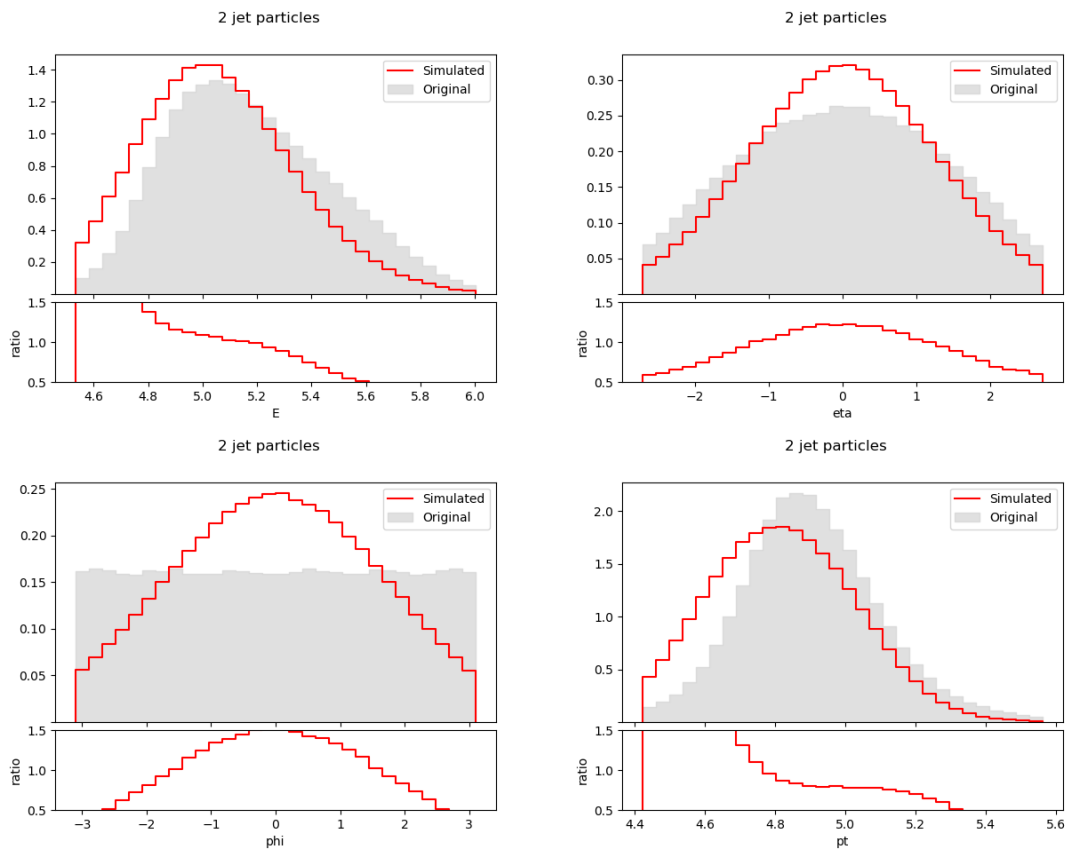 2 jet particles
Simulated
Original
1.4
1.2
1.0
0.8
0.6
0.4
0.2
1.5
1.0
0.5
ratio
4.6 4.8 5.0 5.2 5.4 5.6 5.8 6.0
E
2 jet particles
Simulated
Original
0.30
0.25
0.20
0.15
0.10
0.05
1.5
1.0
0.5
ratio
−2 −1 0 1 2
eta
2 jet particles
Simulated
Original
0.25
0.20
0.15
0.10
0.05
1.5
1.0
0.5
ratio
−3 −2 −1 0 1 2 3
phi
2 jet particles
Simulated
Original
2.0
1.5
1.0
0.5
1.5
1.0
0.5
ratio
4.4 4.6 4.8 5.0 5.2 5.4 5.6
pt